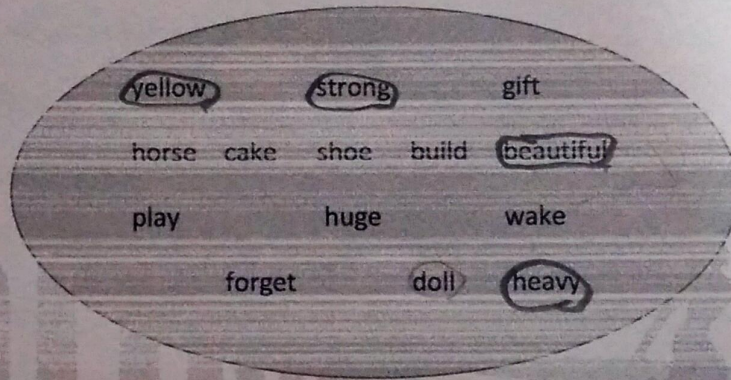 yellow strong gift
horse cake shoe build beautiful
play huge wake
forget doll heavy